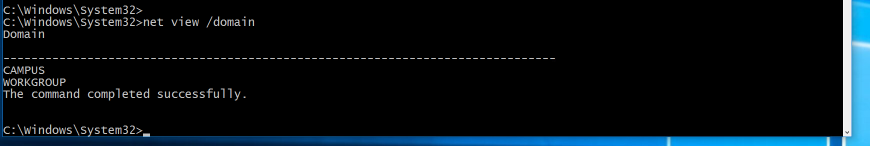 C:\Windows\System32>
C:\Windows\System32>net view /domain
Domain
-------------------------------------------------------------------------------
CAMPUS
WORKGROUP
The command completed successfully.
C:\Windows\System32>